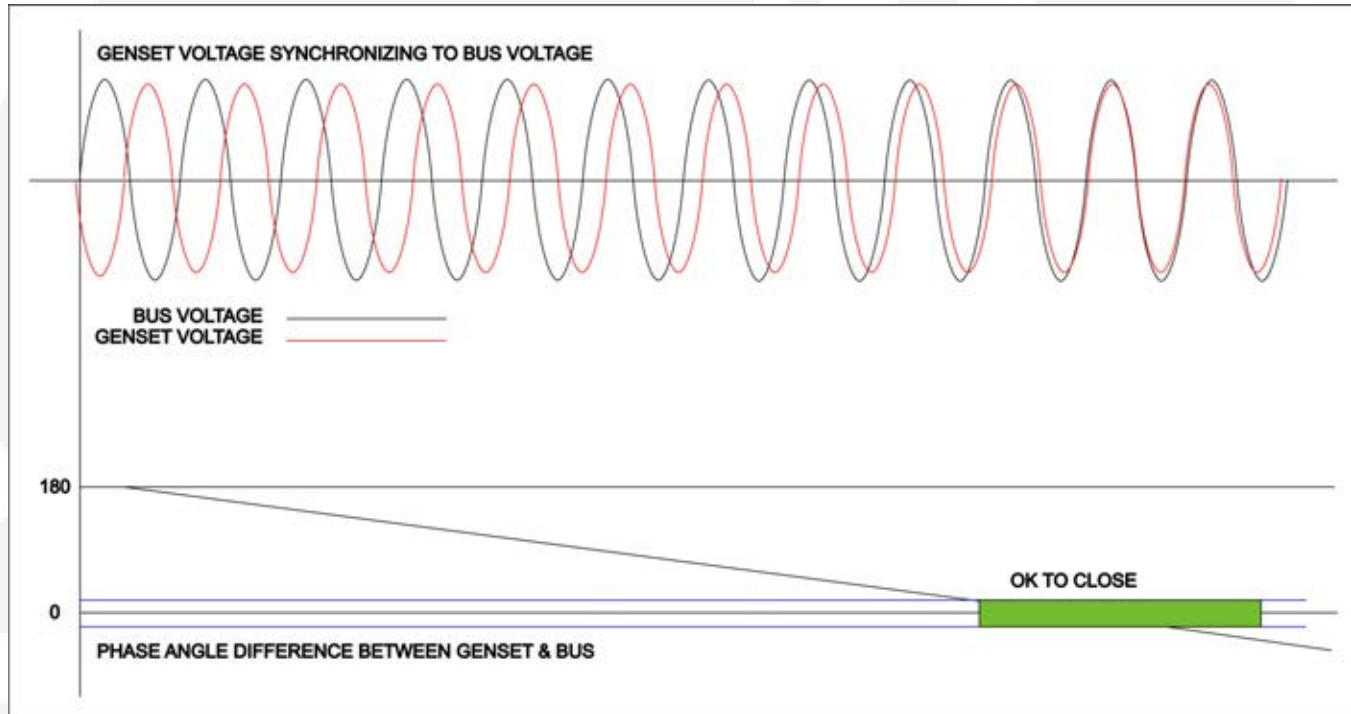 GENSET VOLTAGE SYNCHRONIZING TO BUS VOLTAGE
BUS VOLTAGE
GENSET VOLTAGE
180
OK TO CLOSE
0
PHASE ANGLE DIFFERENCE BETWEEN GENSET & BUS